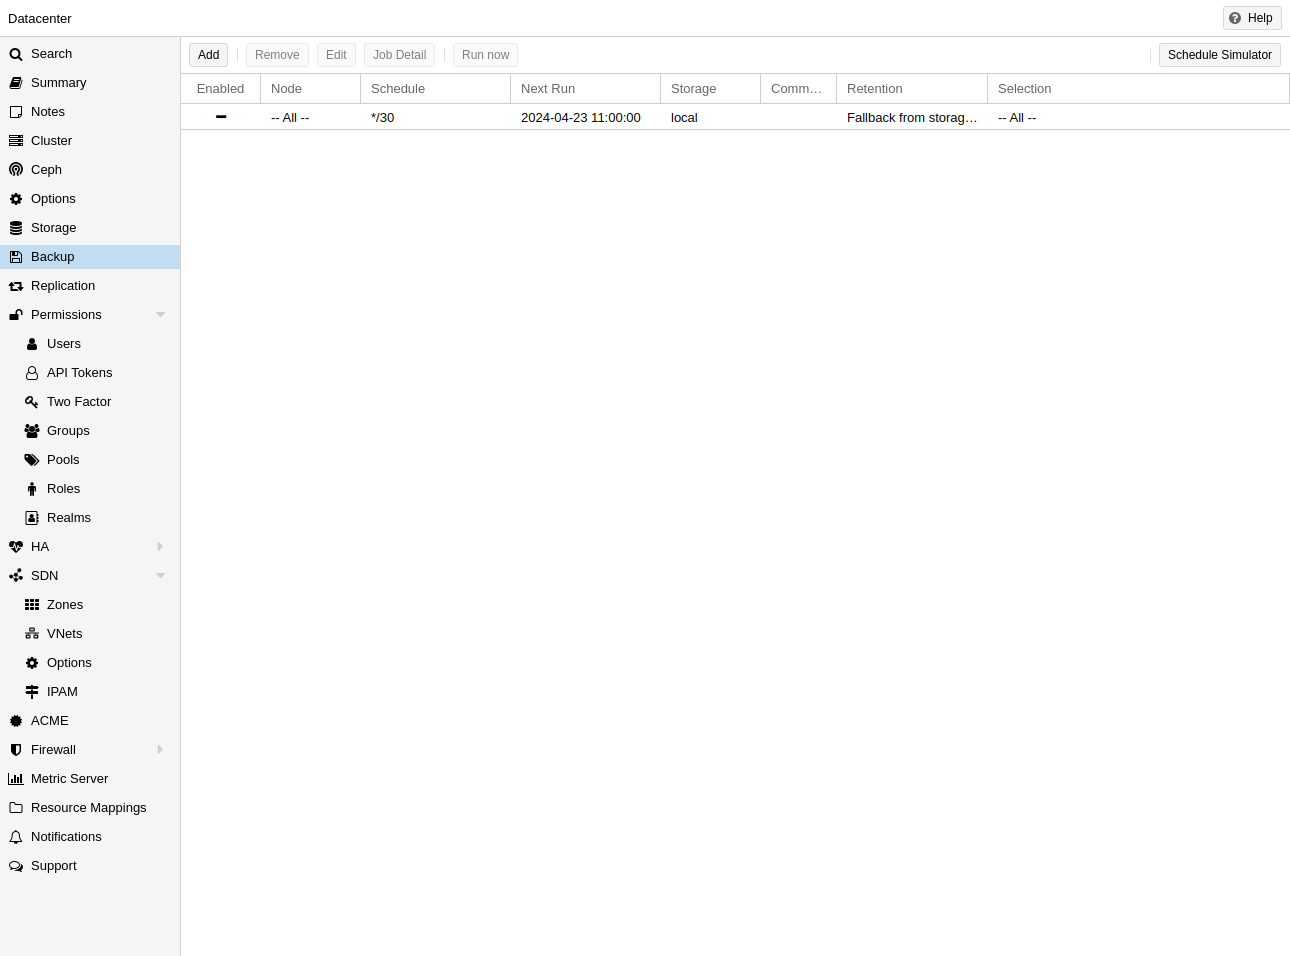 Datacenter
Help
Search
Summary
Notes
Cluster
Ceph
Options
Storage
Backup
Replication
Permissions
Users
API Tokens
Two Factor
Groups
Pools
Roles
Realms
HA
SDN
Zones
VNets
Options
IPAM
ACME
Firewall
Metric Server
Resource Mappings
Notifications
Support
Add Remove Edit Job Detail Run now Schedule Simulator
Enabled Node Schedule Next Run Storage Comm… Retention Selection
-- All -- */30 2024-04-23 11:00:00 local Fallback from storag… -- All --